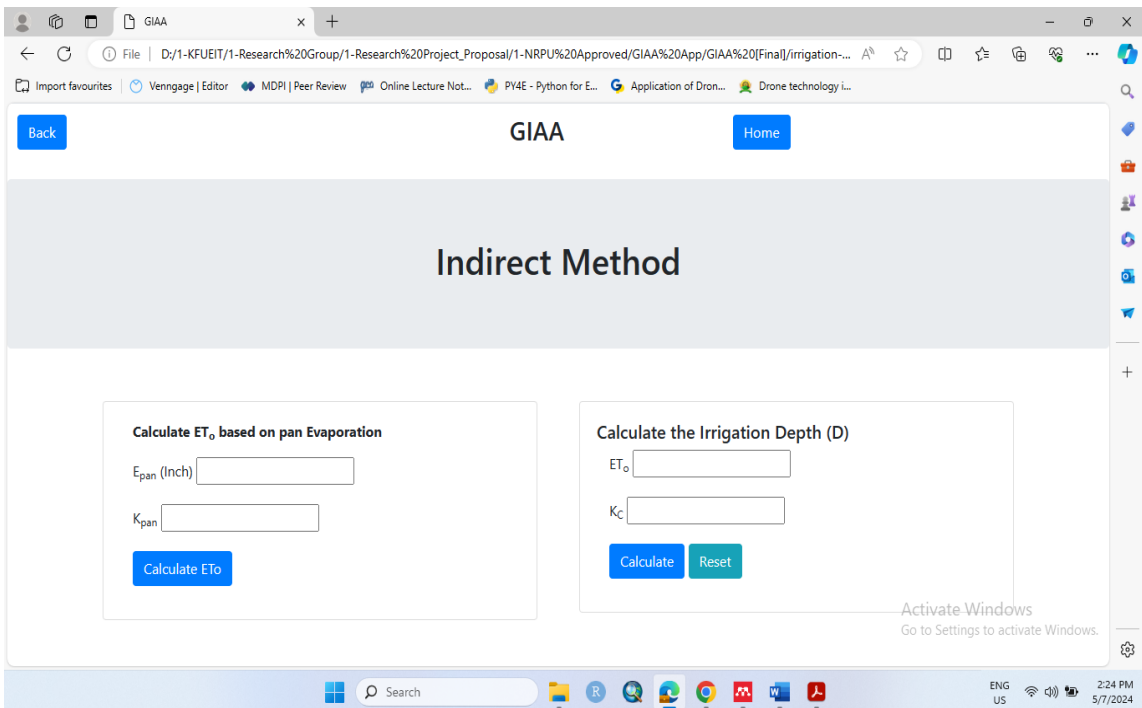 GIAA
File D:/1-KFUEIT/1-Research%20Group/1-Research%20Project_Proposal/1-NRPU%20Approved/GIAA%20App/GIAA%20[Final]/irrigation-...
Import favourites Venngage | Editor MDPI | Peer Review Online Lecture Not... PY4E - Python for E... Application of Dron... Drone technology i...
Back GIAA Home
Indirect Method
Calculate ETo based on pan Evaporation
Epan (Inch)
Kpan
Calculate ETo
Calculate the Irrigation Depth (D)
ETo
KC
Calculate Reset
Activate Windows
Go to Settings to activate Windows.
Search
ENG
US
2:24 PM
5/7/2024